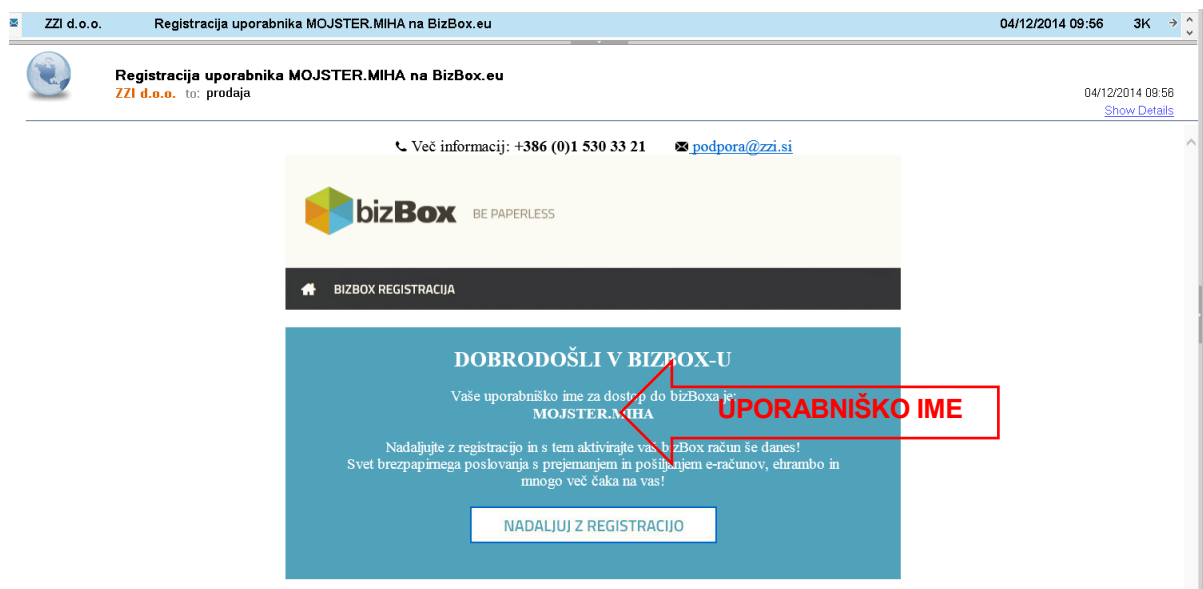 ZZI d.o.o. Registracija uporabnika MOJSTER.MIHA na BizBox.eu 04/12/2014 09:56 3K
Registracija uporabnika MOJSTER.MIHA na BizBox.eu
ZZI d.o.o. to: prodaja 04/12/2014 09:56
Show Details
Več informacij: +386 (0)1 530 33 21 podpora@zzi.si
bizBox BE PAPERLESS
BIZBOX REGISTRACIJA
DOBRODOŠLI V BIZBOX-U
Vaše uporabniško ime za dostop do bizBoxa je:
MOJSTER.MIHA
UPORABNIŠKO IME
Nadaljujte z registracijo in s tem aktivirajte vaš bizBox račun še danes!
Svet brezpapirnega poslovanja s prejemanjem in pošiljanjem e-računov, ehrambo in
mnogo več čaka na vas!
NADALJUJ Z REGISTRACIJO